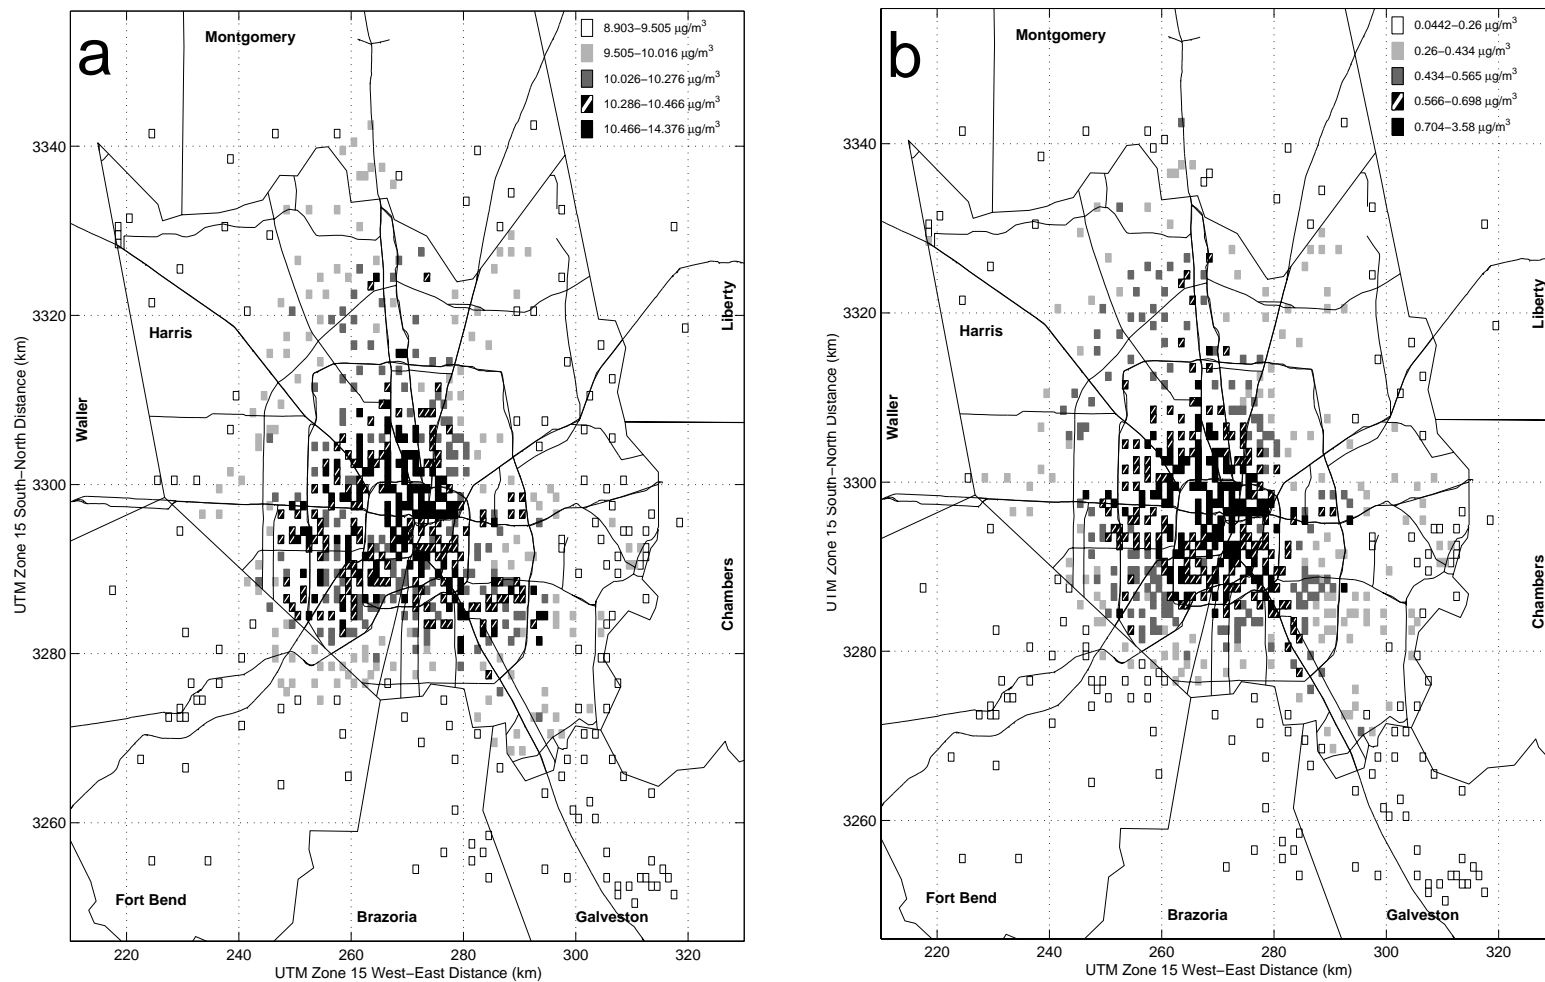 a
Montgomery
8.903−9.505 μg/m3
9.505−10.016 μg/m3
10.026−10.276 μg/m3
10.286−10.466 μg/m3
10.466−14.376 μg/m3
3340
3320
3300
3280
3260
Harris
Liberty
Waller
Chambers
Fort Bend
Brazoria
Galveston
220
240
260
280
300
320
UTM Zone 15 West−East Distance (km)
UTM Zone 15 South−North Distance (km)
b
Montgomery
0.0442−0.26 μg/m3
0.26−0.434 μg/m3
0.434−0.565 μg/m3
0.566−0.698 μg/m3
0.704−3.58 μg/m3
3340
3320
3300
3280
3260
Harris
Liberty
Waller
Chambers
Fort Bend
Brazoria
Galveston
220
240
260
280
300
320
UTM Zone 15 West−East Distance (km)
UTM Zone 15 South−North Distance (km)